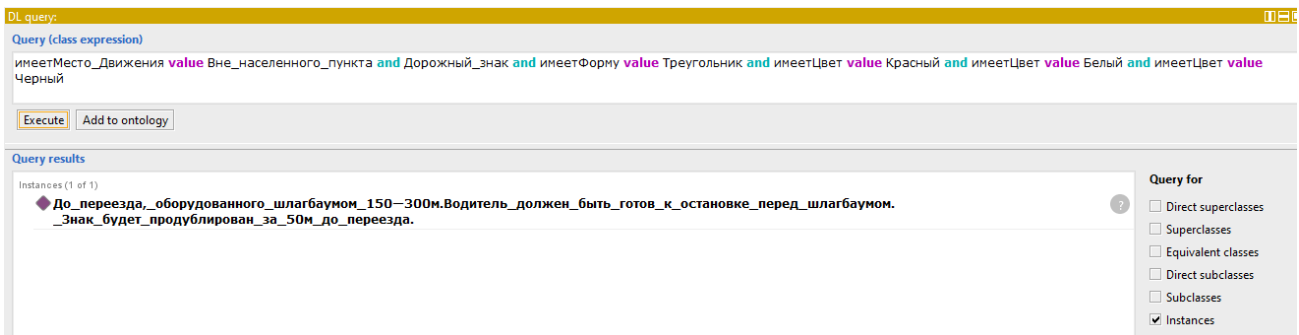 DL query:
Query (class expression)
имеетМесто_Движения value Вне_населенного_пункта and Дорожный_знак and имеетФорму value Треугольник and имеетЦвет value Красный and имеетЦвет value Белый and имеетЦвет value
Черный
Execute Add to ontology
Query results
Instances (1 of 1)
До_переезда,_оборудованного_шлагбаумом_150—300м.Водитель_должен_быть_готов_к_остановке_перед_шлагбаумом.
_Знак_будет_продублирован_за_50м_до_переезда.
?
Query for
Direct superclasses
Superclasses
Equivalent classes
Direct subclasses
Subclasses
Instances